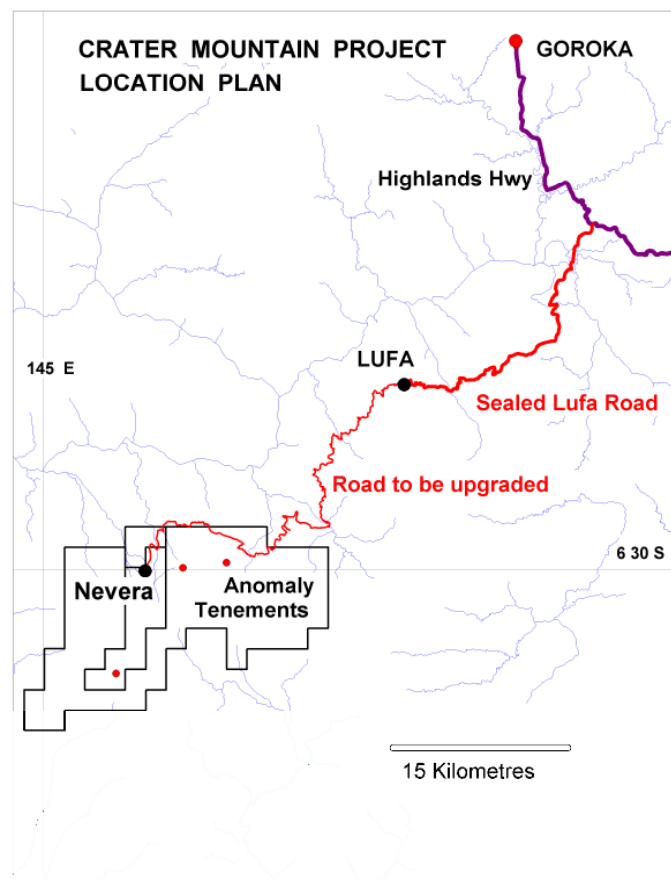 CRATER MOUNTAIN PROJECT
LOCATION PLAN
GOROKA
Highlands Hwy
LUFA
145 E
Sealed Lufa Road
Road to be upgraded
6 30 S
Nevera
Anomaly
Tenements
15 Kilometres